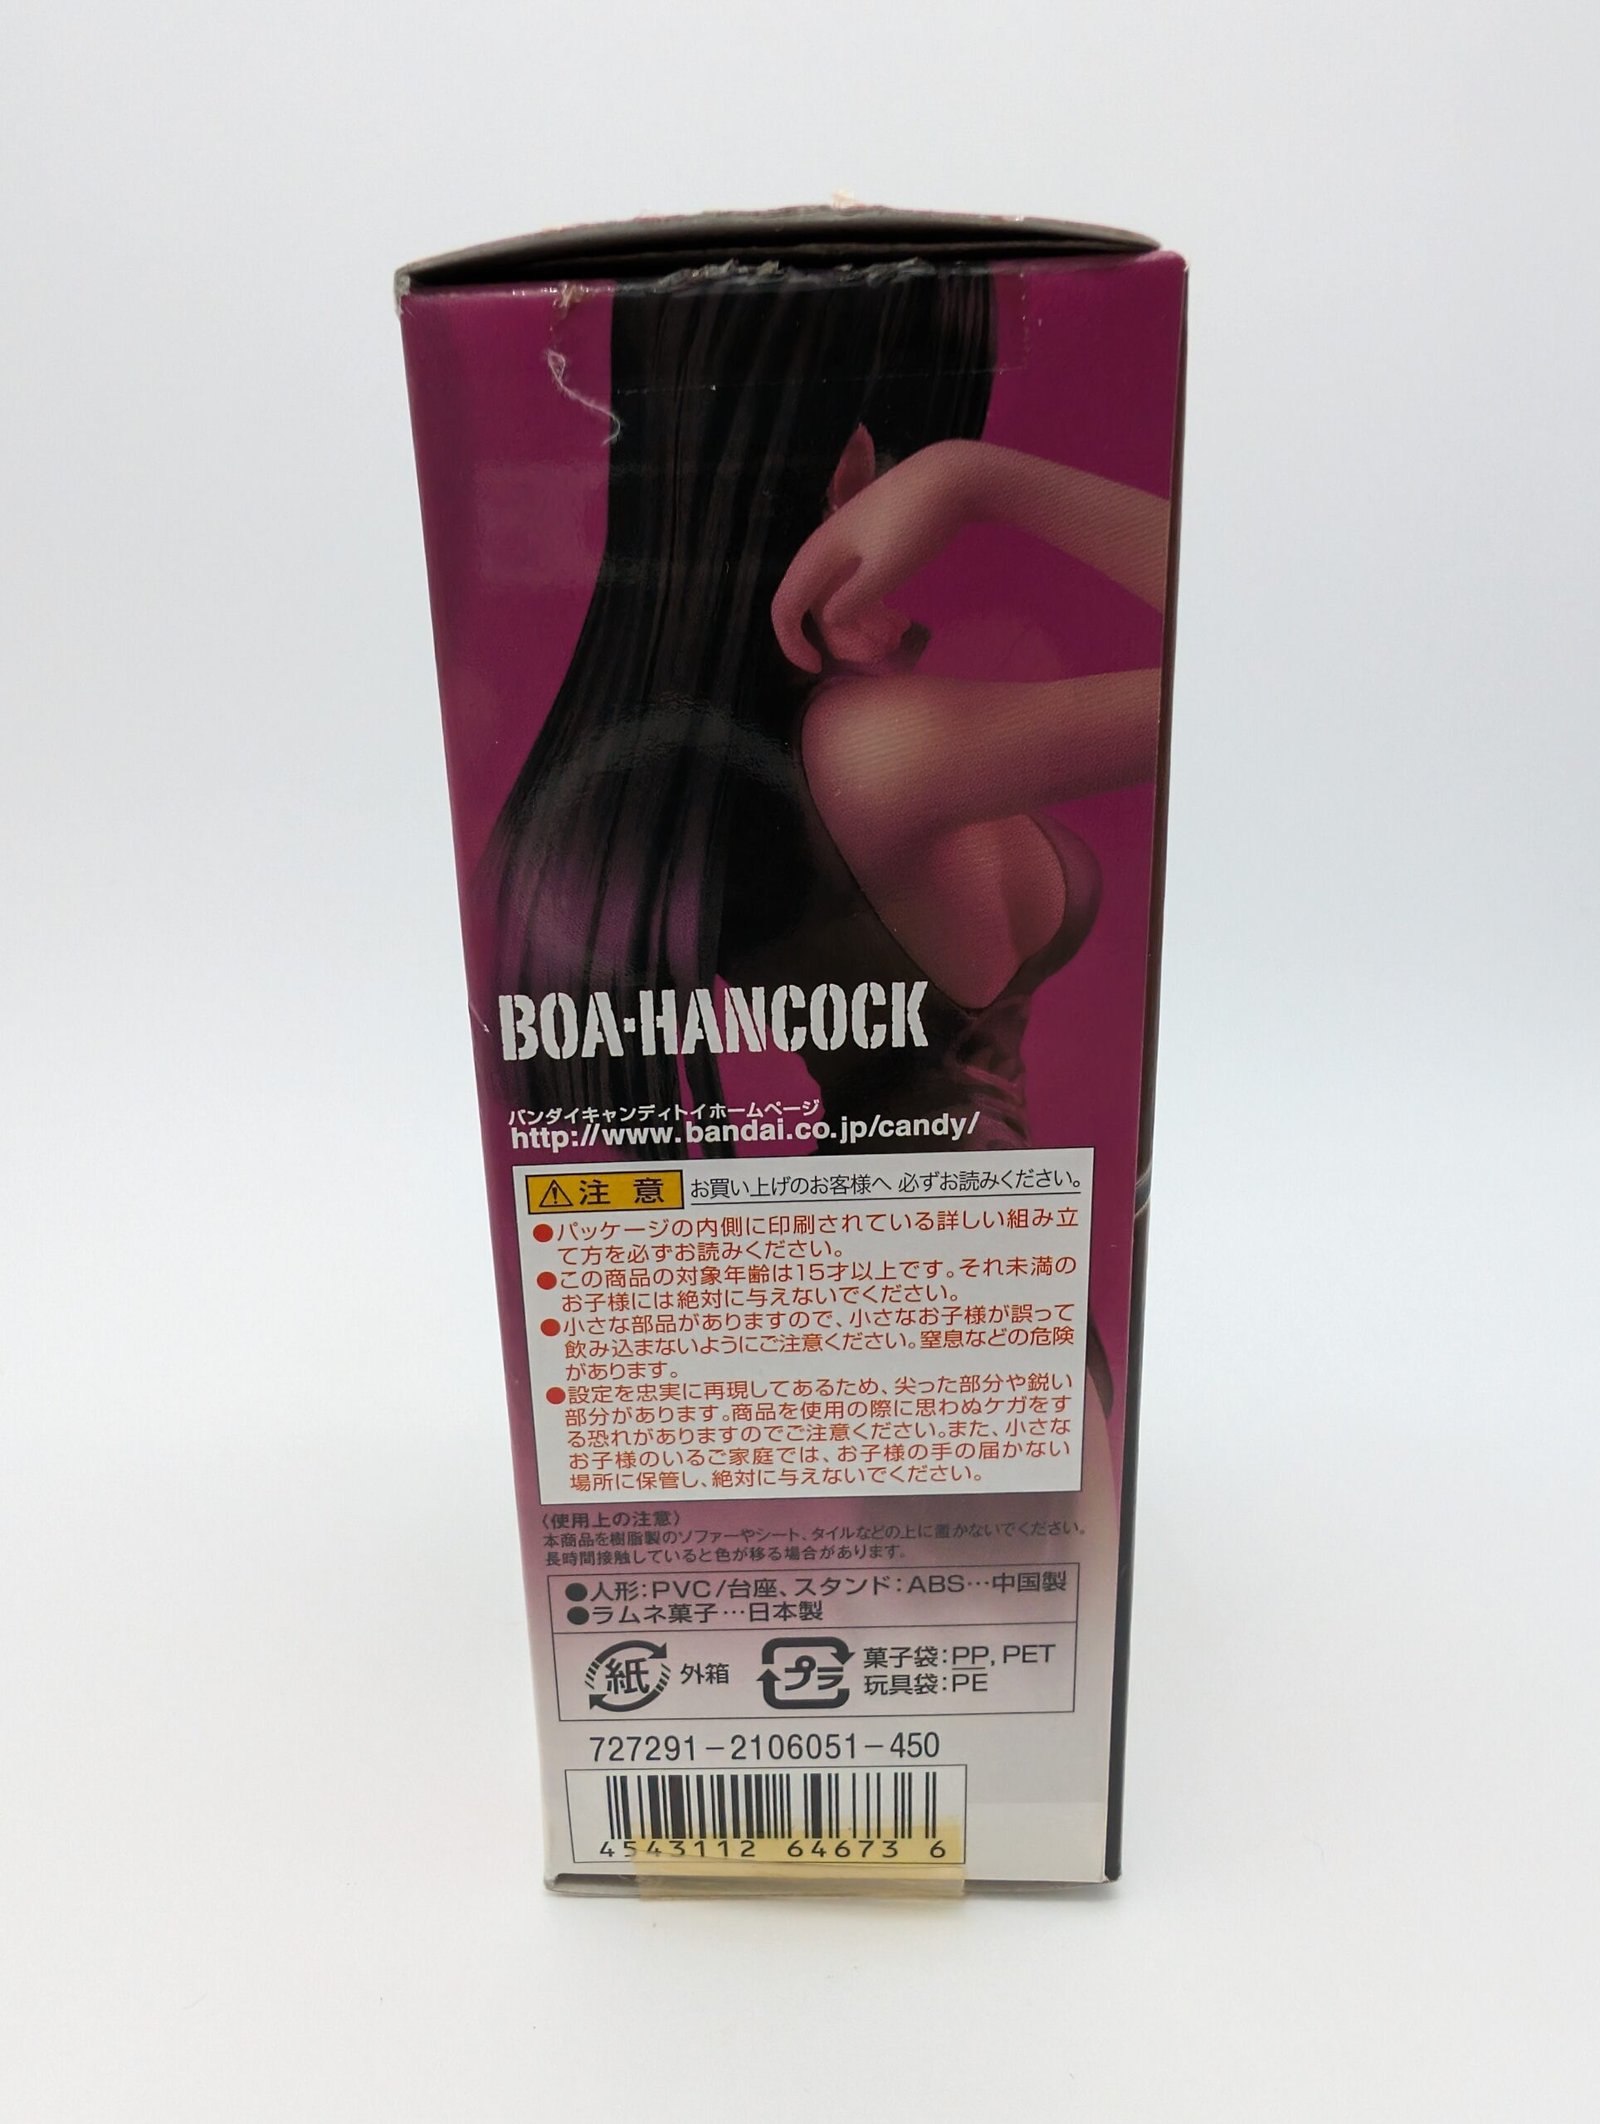 BOA·HANCOCK
バンダイキャンディトイホームページ
http://www.bandai.co.jp/candy/
注意 お買い上げのお客様へ 必ずお読みください。
●パッケージの内側に印刷されている詳しい組み立
て方を必ずお読みください。
●この商品の対象年齢は15才以上です。それ未満の
お子様には絶対に与えないでください。
●小さな部品がありますので、小さなお子様が誤って
飲み込まないようにご注意ください。窒息などの危険
があります。
●設定を忠実に再現してあるため、尖った部分や鋭い
部分があります。商品を使用の際に思わぬケガをす
る恐れがありますのでご注意ください。また、小さな
お子様のいるご家庭では、お子様の手の届かない
場所に保管し、絶対に与えないでください。
〈使用上の注意〉
本商品を樹脂製のソファーやシート、タイルなどの上に置かないでください。
長時間接触していると色が移る場合があります。
●人形:PVC/台座、スタンド:ABS…中国製
●ラムネ菓子…日本製
紙 外箱 プラ 菓子袋:PP, PET
玩具袋:PE
727291-2106051-450
4543112 646736